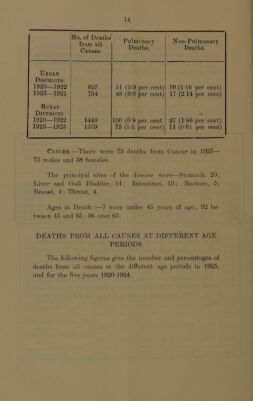 14
No. of Deaths from all Causes
Pulmonary Deaths.
Non-Pulmonary Deaths.
URBAN DISTRICTS.
1920—1922 857 51 (5·9 per cent) 10 (1·16 per cent)
1923—1925 794 48 (6·0 per cent) 17 (2·14 per cent)
RURAL DISTRICTS.
1920—1922 1449 100 (6·9 per cent 27 (1·86 per cent)
1923—1925 1359 75 (5·5 per cent) 11 (0·81 per cent)
CANCER.—There were 75 deaths from Cancer in 1925—
males and 38 females.
The principal sites of the disease were—Stomach, 20;
Liver and Gall Bladder, 14; Intestines, 10; Rectum, 5;
Breast, 4; Throat, 4.
Ages at Death:—7 were under 45 years of age; 32 be-
tween 45 and 65; 36 over 65.
DEATHS FROM ALL CAUSES AT DIFFERENT AGE
PERIODS.
The following figures give the number and percentages of
deaths from all causes at the different age periods in 1925,
and for the five years 1920-1924.